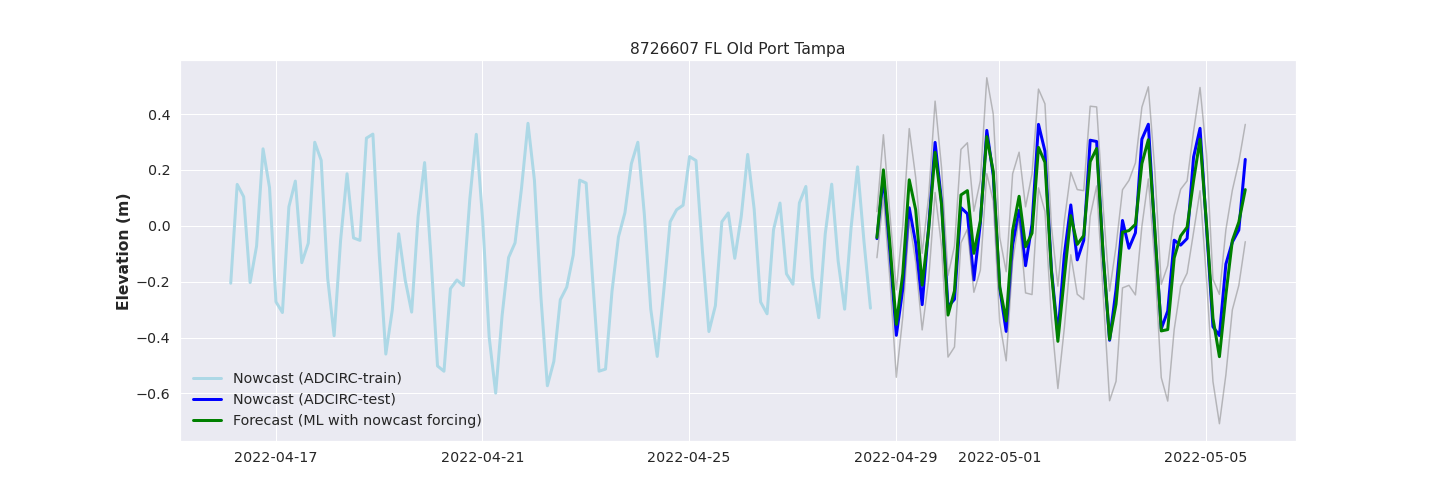 8726607 FL Old Port Tampa
Elevation (m)
0.4
0.2
0.0
−0.2
−0.4
−0.6
Nowcast (ADCIRC-train)
Nowcast (ADCIRC-test)
Forecast (ML with nowcast forcing)
2022-04-17 2022-04-21 2022-04-25 2022-04-29 2022-05-01 2022-05-05